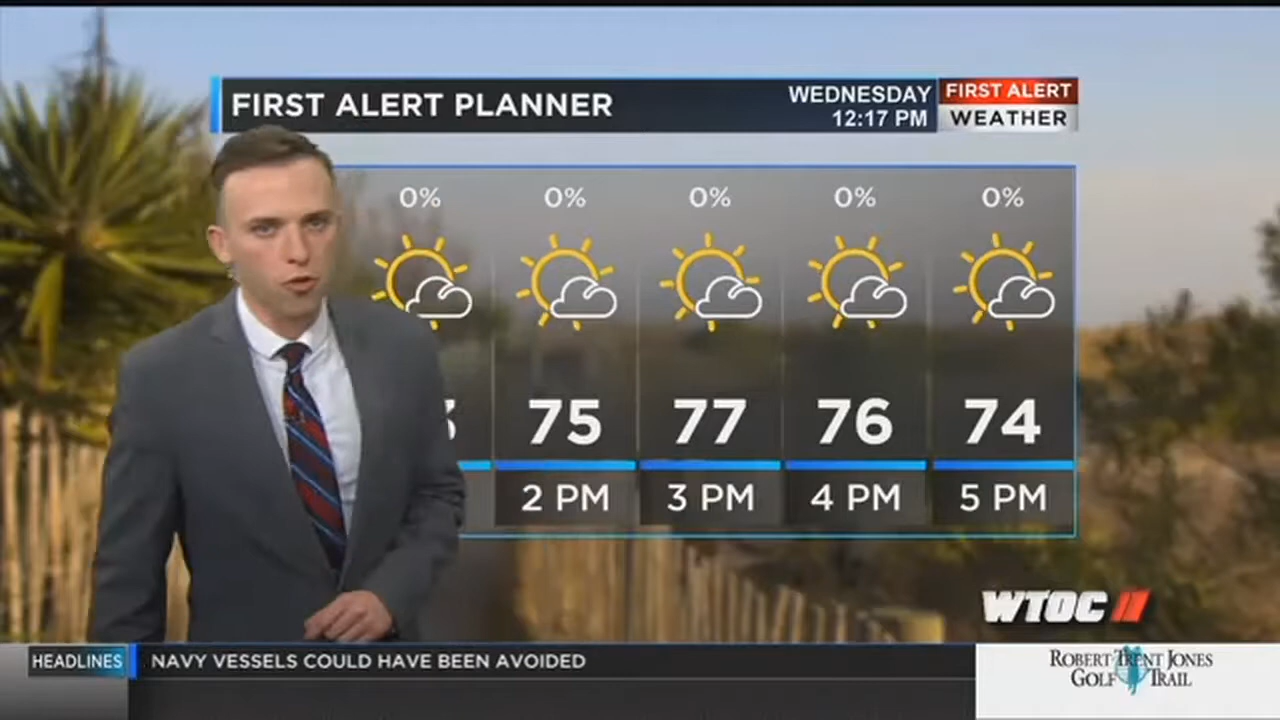 FIRST ALERT PLANNER
WEDNESDAY
12:17 PM
FIRST ALERT
WEATHER
0% 0% 0% 0% 0%
75 77 76 74
2 PM 3 PM 4 PM 5 PM
WTOC 11
HEADLINES
NAVY VESSELS COULD HAVE BEEN AVOIDED
ROBERT TRENT JONES
GOLF TRAIL